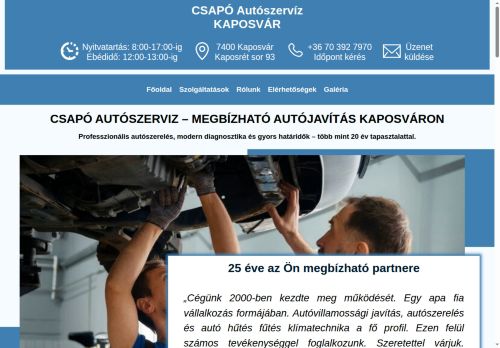 CSAPÓ Autószervíz
KAPOSVÁR
Nyitvatartás: 8:00-17:00-ig
Ebédidő: 12:00-13:00-ig
7400 Kaposvár
Kaposrét sor 93
+36 70 392 7970
Időpont kérés
Üzenet
küldése
Főoldal Szolgáltatások Rólunk Elérhetőségek Galéria
CSAPÓ AUTÓSZERVIZ – MEGBÍZHATÓ AUTÓJAVÍTÁS KAPOSVÁRON
Professzionális autószerelés, modern diagnosztika és gyors határidők – több mint 20 év tapasztalattal.
25 éve az Ön megbízható partnere
„Cégünk 2000-ben kezdte meg működését. Egy apa fia
vállalkozás formájában. Autóvillamossági javítás, autószerelés
és autó hűtés fűtés klímatechnika a fő profil. Ezen felül
számos tevékenységgel foglalkozunk. Szeretettel várjuk.